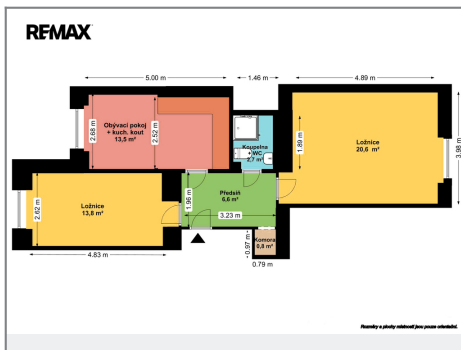 RE/MAX
5.00 m
1.46 m
4.89 m
Obývací pokoj
+ kuch. kout
13,5 m²
2.68 m
2.52 m
Koupelna
+ WC
2,7 m²
1.89 m
Ložnice
20,6 m²
3.98 m
Ložnice
13,8 m²
2.62 m
1.96 m
Předsíň
6,6 m²
3.23 m
4.83 m
0.97 m
Komora
0,8 m²
0.79 m
Rozměry a plochy místností jsou pouze orientační.